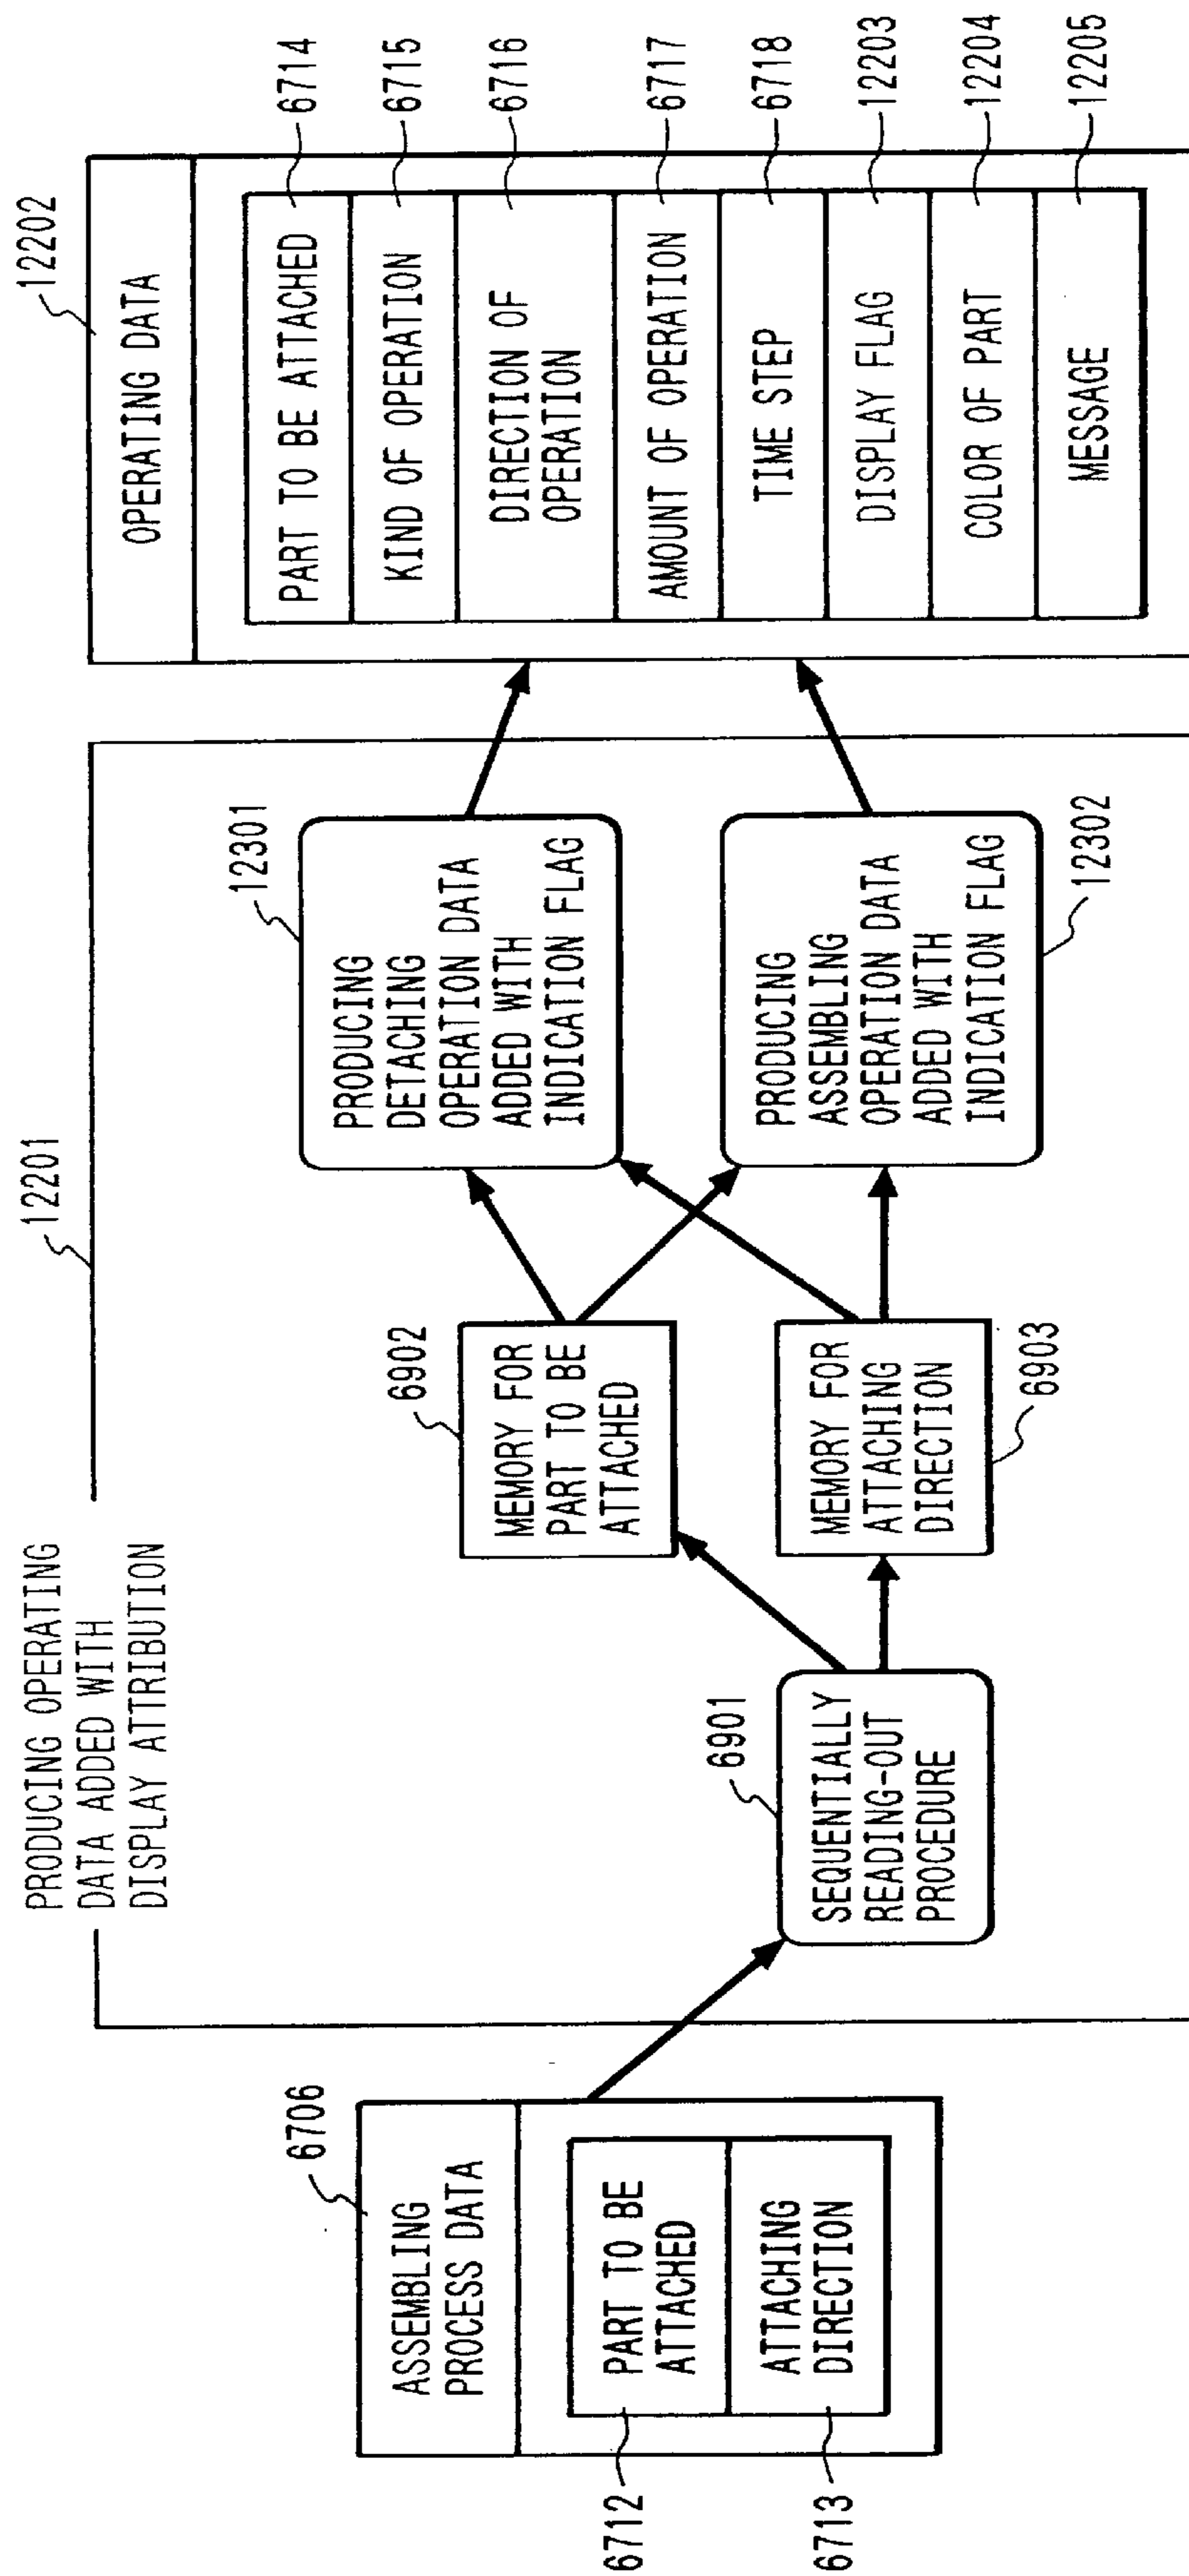 PRODUCING OPERATING
DATA ADDED WITH
DISPLAY ATTRIBUTION
12201
12202
6706
ASSEMBLING
PROCESS DATA
6712
PART TO BE
ATTACHED
6713
ATTACHING
DIRECTION
6901
SEQUENTIALLY
READING-OUT
PROCEDURE
6902
MEMORY FOR
PART TO BE
ATTACHED
6903
MEMORY FOR
ATTACHING
DIRECTION
12301
PRODUCING
DETACHING
OPERATION DATA
ADDED WITH
INDICATION FLAG
12302
PRODUCING
ASSEMBLING
OPERATION DATA
ADDED WITH
INDICATION FLAG
OPERATING DATA
PART TO BE ATTACHED
6714
KIND OF OPERATION
6715
DIRECTION OF
OPERATION
6716
AMOUNT OF OPERATION
6717
TIME STEP
6718
DISPLAY FLAG
12203
COLOR OF PART
12204
MESSAGE
12205